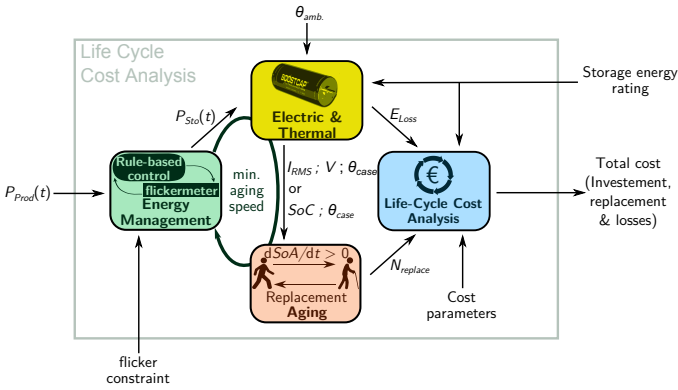 θamb.
Life Cycle
Cost Analysis
BOOSTCAP
Electric &
Thermal
Storage energy
rating
PSto(t)
ELoss
Rule-based
control
flickermeter
Energy
Management
min.
aging
speed
IRMS ; V ; θcase
or
SoC ; θcase
€
Life-Cycle Cost
Analysis
Total cost
(Investement,
replacement
& losses)
PProd(t)
dSoA/dt > 0
Replacement
Aging
Nreplace
Cost
parameters
flicker
constraint